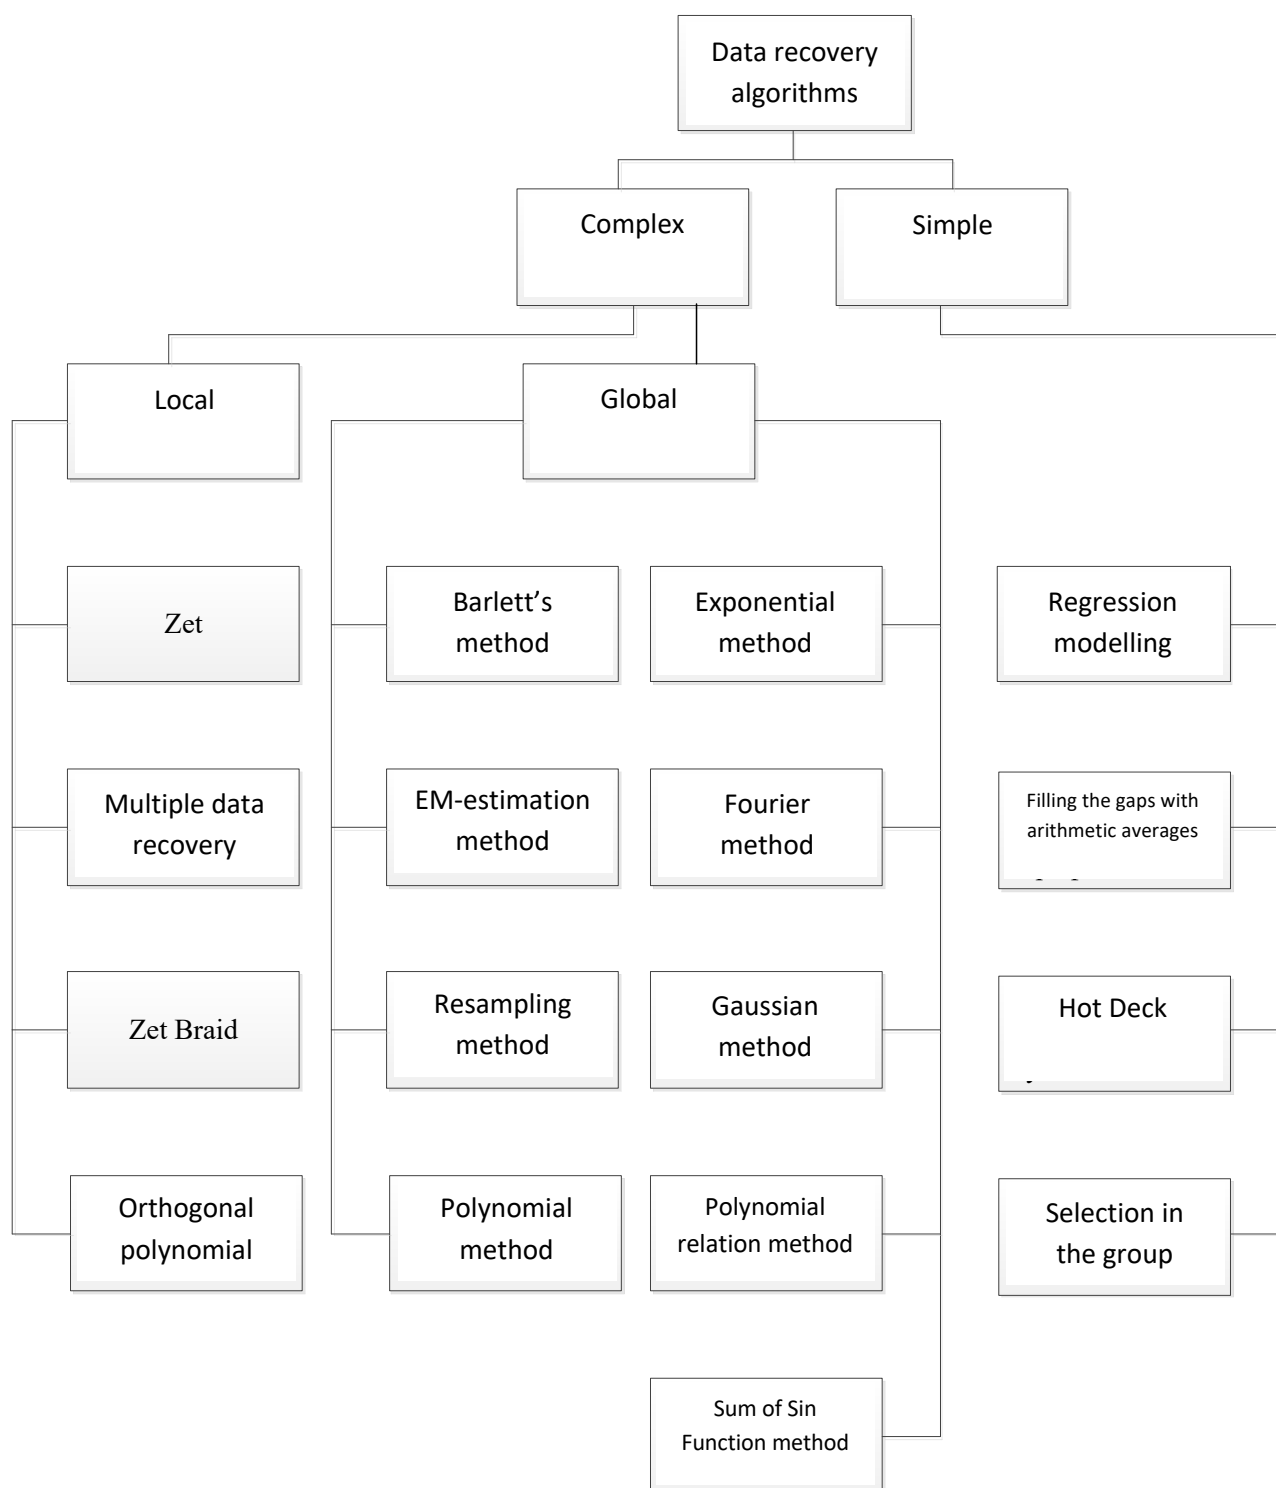 Data recovery
algorithms
Complex
Simple
Local
Global
Zet
Barlett’s
method
Exponential
method
Regression
modelling
Multiple data
recovery
EM-estimation
method
Fourier
method
Filling the gaps with
arithmetic averages
Zet Braid
Resampling
method
Gaussian
method
Hot Deck
Orthogonal
polynomial
Polynomial
method
Polynomial
relation method
Selection in
the group
Sum of Sin
Function method